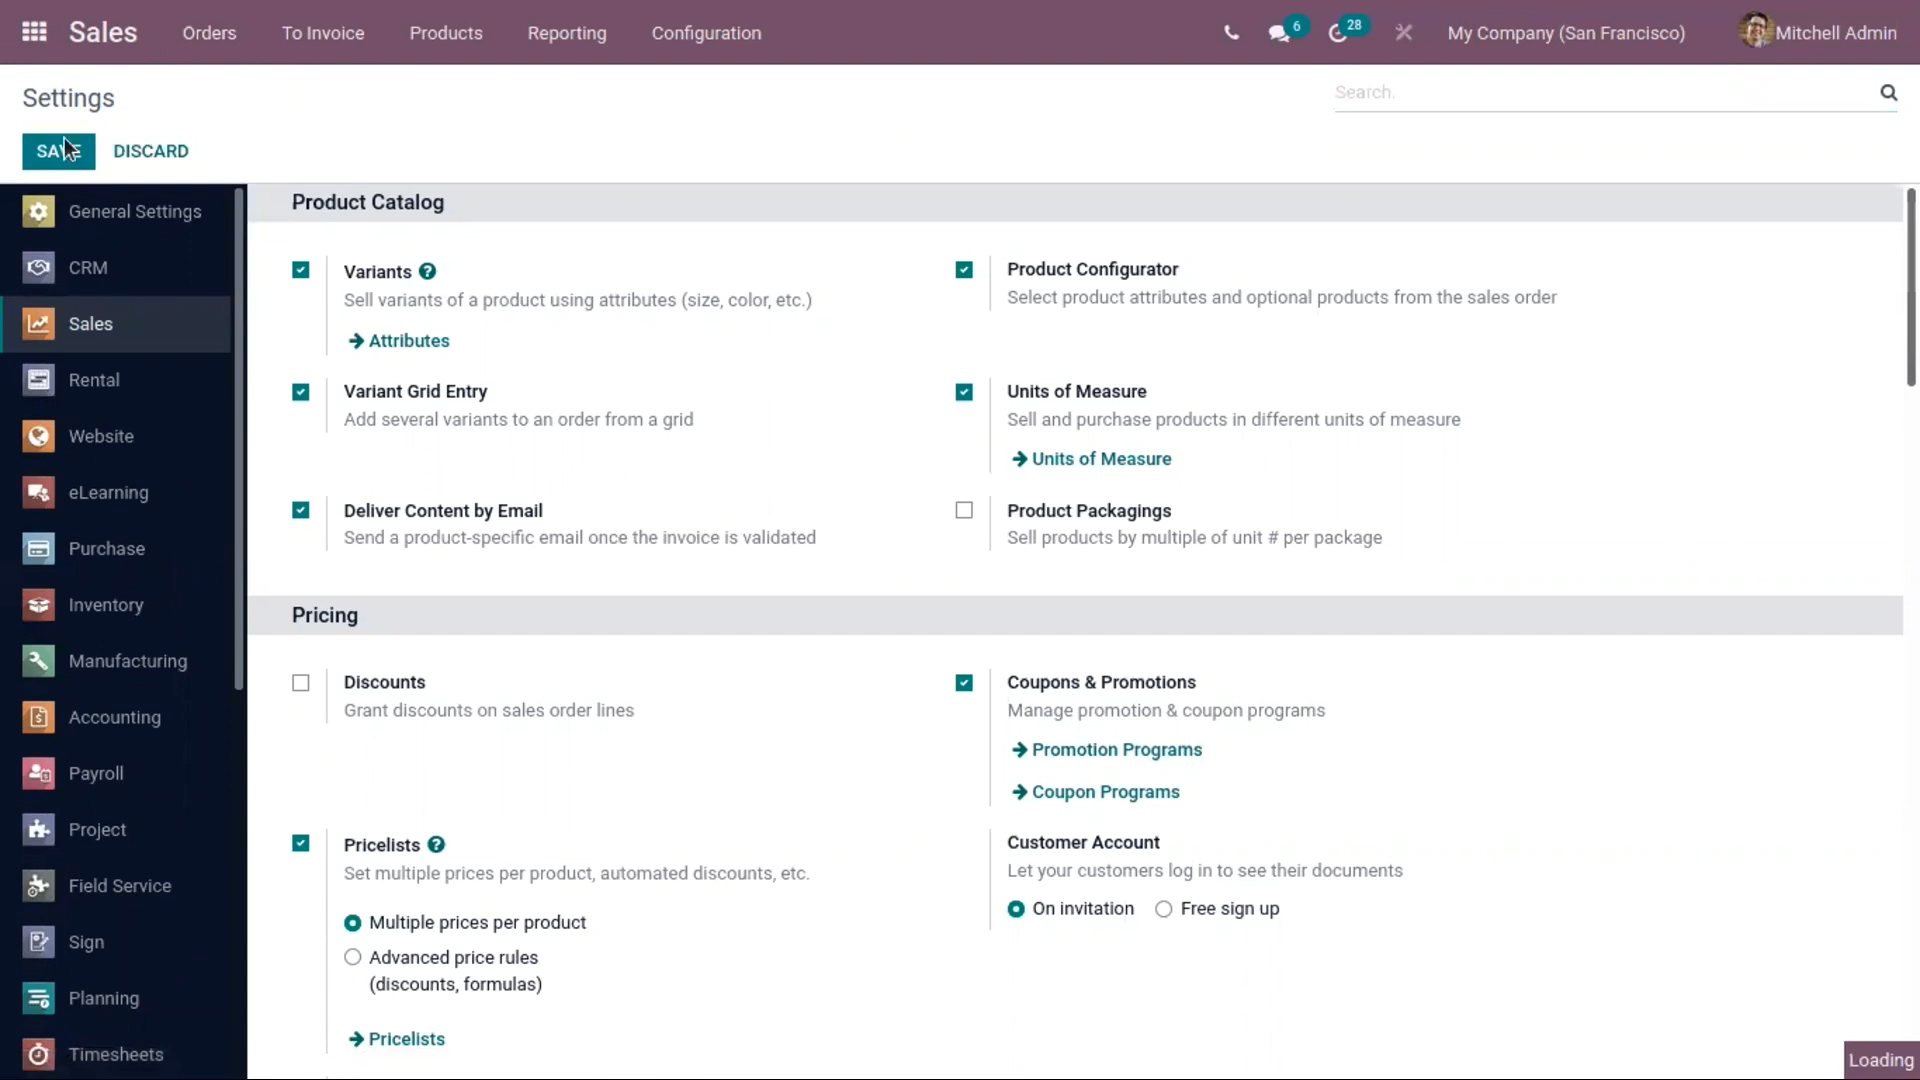 Sales
Orders
To Invoice
Products
Reporting
Configuration
6
28
My Company (San Francisco)
Mitchell Admin
Settings
Search.
SAVE
DISCARD
General Settings
CRM
Sales
Rental
Website
eLearning
Purchase
Inventory
Manufacturing
Accounting
Payroll
Project
Field Service
Sign
Planning
Timesheets
Product Catalog
Variants ?
Sell variants of a product using attributes (size, color, etc.)
Attributes
Product Configurator
Select product attributes and optional products from the sales order
Variant Grid Entry
Add several variants to an order from a grid
Units of Measure
Sell and purchase products in different units of measure
Units of Measure
Deliver Content by Email
Send a product-specific email once the invoice is validated
Product Packagings
Sell products by multiple of unit # per package
Pricing
Discounts
Grant discounts on sales order lines
Coupons & Promotions
Manage promotion & coupon programs
Promotion Programs
Coupon Programs
Pricelists ?
Set multiple prices per product, automated discounts, etc.
Multiple prices per product
Advanced price rules
(discounts, formulas)
Pricelists
Customer Account
Let your customers log in to see their documents
On invitation
Free sign up
Loading